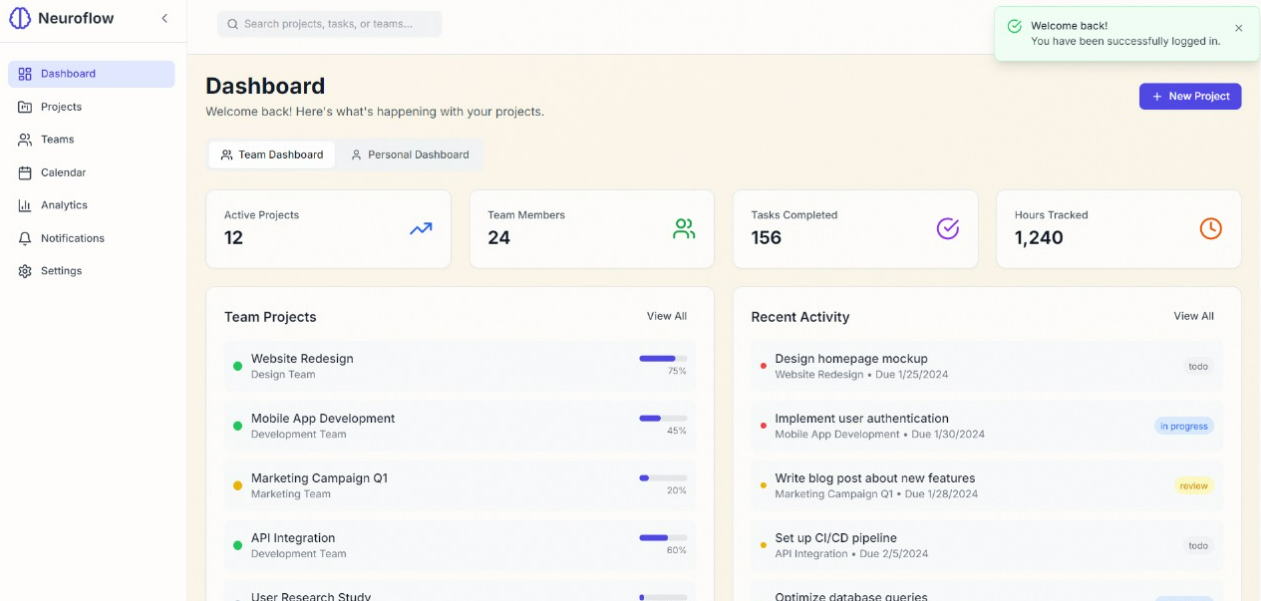 Neuroflow
Search projects, tasks, or teams...
Welcome back!
You have been successfully logged in.
Dashboard
Projects
Teams
Calendar
Analytics
Notifications
Settings
Dashboard
Welcome back! Here's what's happening with your projects.
+ New Project
Team Dashboard
Personal Dashboard
Active Projects
12
Team Members
24
Tasks Completed
156
Hours Tracked
1,240
Team Projects
View All
Website Redesign
Design Team
75%
Mobile App Development
Development Team
45%
Marketing Campaign Q1
Marketing Team
20%
API Integration
Development Team
60%
User Research Study
Recent Activity
View All
Design homepage mockup
Website Redesign • Due 1/25/2024
todo
Implement user authentication
Mobile App Development • Due 1/30/2024
in progress
Write blog post about new features
Marketing Campaign Q1 • Due 1/28/2024
review
Set up CI/CD pipeline
API Integration • Due 2/5/2024
todo
Optimize database queries